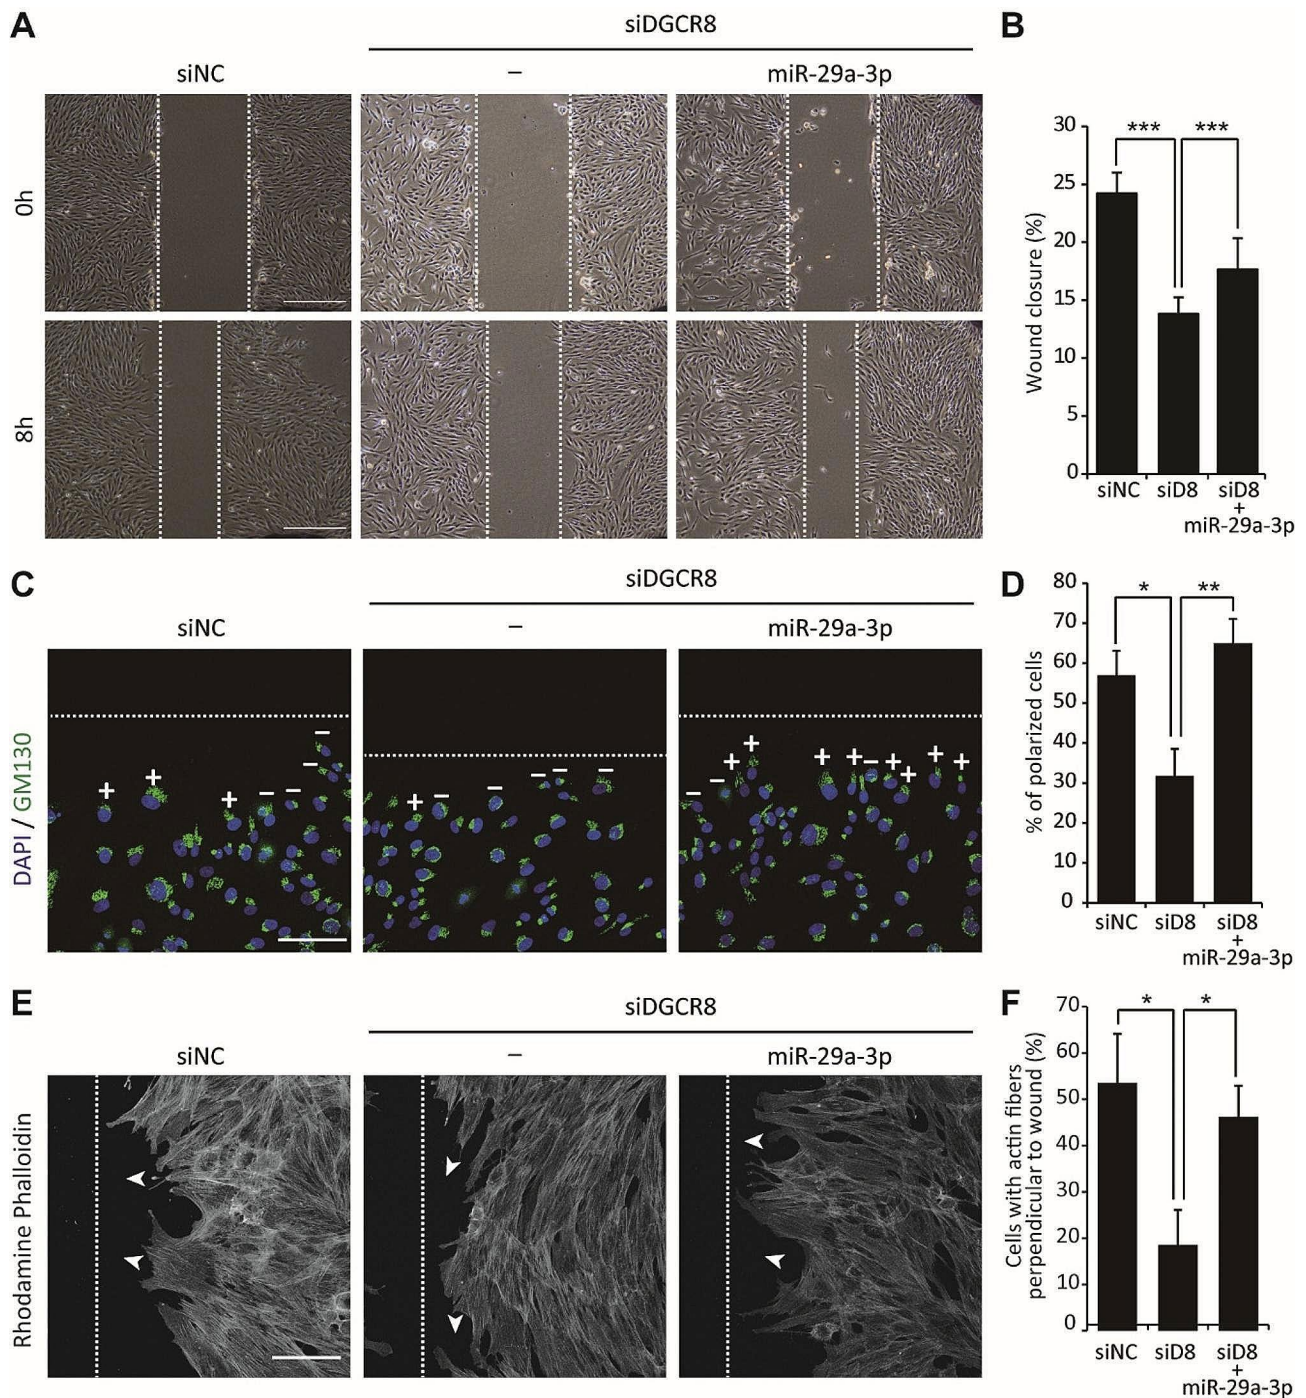 A
siDGCR8
siNC
–
miR-29a-3p
0h
8h
B
Wound closure (%)
30
25
20
15
10
5
0
***
***
siNC
siD8
siD8
+
miR-29a-3p
C
siDGCR8
siNC
–
miR-29a-3p
DAPI / GM130
+ + + – – – –
+ – – – – –
– – + + + + – + + + +
D
% of polarized cells
80
70
60
50
40
30
20
10
0
*
**
siNC
siD8
siD8
+
miR-29a-3p
E
siDGCR8
siNC
–
miR-29a-3p
Rhodamine Phalloidin
F
Cells with actin fibers
perpendicular to wound (%)
70
60
50
40
30
20
10
0
*
*
siNC
siD8
siD8
+
miR-29a-3p